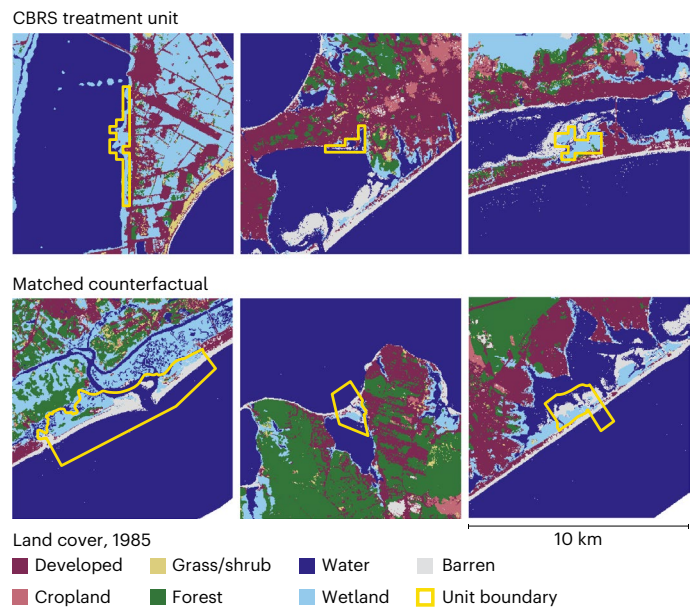 CBRS treatment unit
Matched counterfactual
Land cover, 1985
10 km
Developed
Grass/shrub
Water
Barren
Cropland
Forest
Wetland
Unit boundary